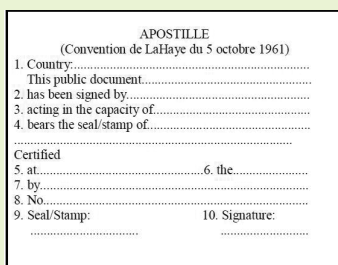 APOSTILLE
(Convention de LaHaye du 5 octobre 1961)
1. Country:..........................................................................
This public document.....................................................
2. has been signed by.........................................................
3. acting in the capacity of..................................................
4. bears the seal/stamp of...................................................
..................................................................................
Certified
5. at....................................................6. the.......................
7. by...................................................................................
8. No..................................................................................
9. Seal/Stamp: 10. Signature:
................................. ...........................